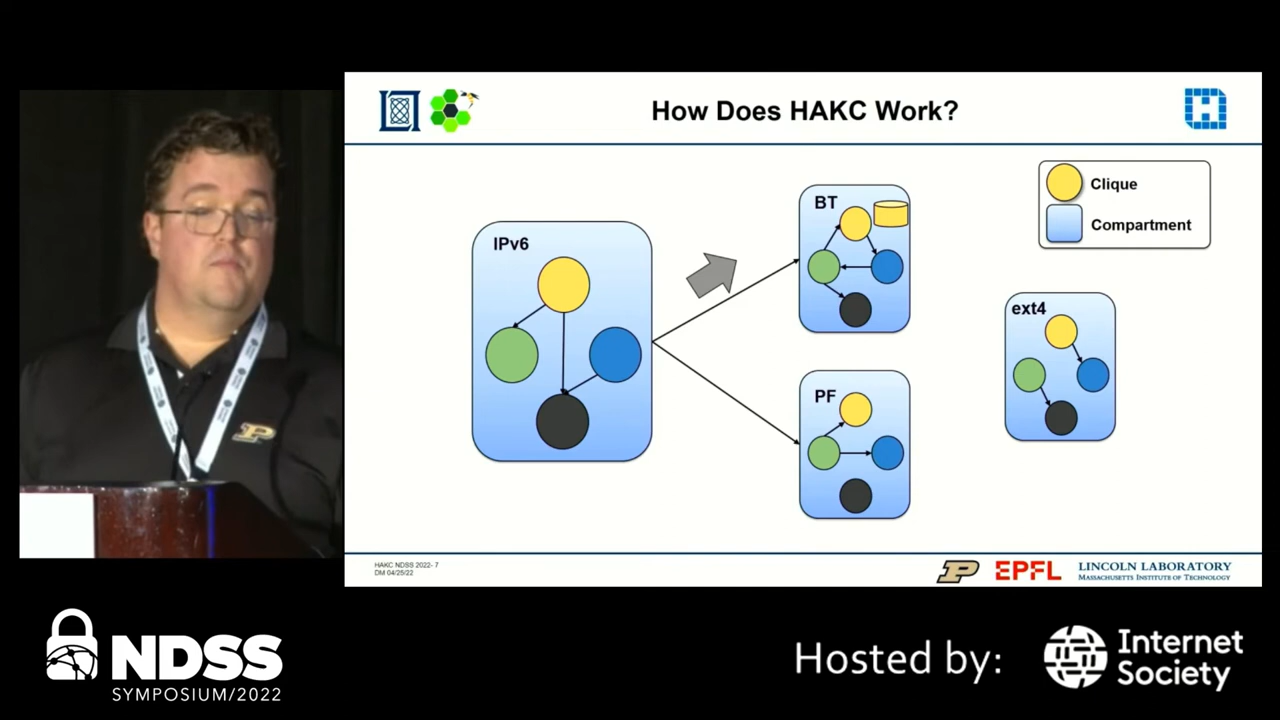 How Does HAKC Work?
Clique
Compartment
IPv6
BT
PF
ext4
HAKC NDSS 2022- 7
DM 04/25/22
P
EPFL
LINCOLN LABORATORY
MASSACHUSETTS INSTITUTE OF TECHNOLOGY
P
NDSS
SYMPOSIUM/2022
Hosted by:
Internet
Society